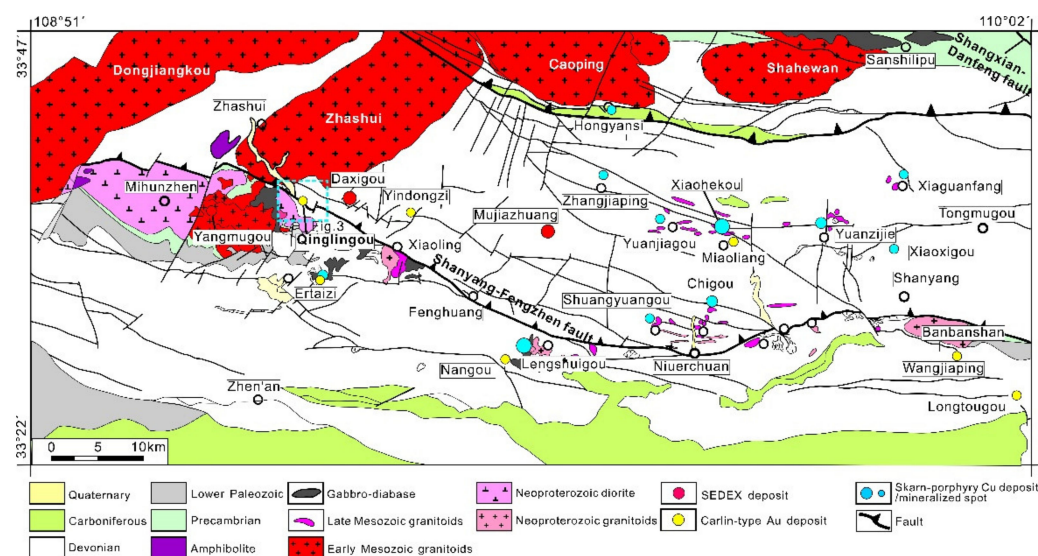 108°51′
110°02′
33°47′
33°22′
Dongjiangkou
Caoping
Shahewan
Sanshilipu
Shangxian-
Danfeng fault
Zhashui
Zhashui
Hongyansi
Mihunzhen
Daxigou
Yindongzi
Zhangjiaping
Xiaohekou
Xiaguanfang
Fig.3
Mujiazhuang
Tongmugou
Yangmugou
Qinglingou
Xiaoling
Yuanjiagou
Miaoliang
Yuanzijie
Xiaoxigou
Ertaizi
Shanyang-Fengzhen fault
Chigou
Shanyang
Shuangyuangou
Fenghuang
Banbanshan
Nangou
Lengshuigou
Niuerchuan
Wangjiaping
Zhen'an
Longtougou
0 5 10km
Quaternary
Lower Paleozoic
Gabbro-diabase
Neoproterozoic diorite
SEDEX deposit
Skarn-porphyry Cu deposit
/mineralized spot
Carboniferous
Precambrian
Late Mesozoic granitoids
Neoproterozoic granitoids
Carlin-type Au deposit
Fault
Devonian
Amphibolite
Early Mesozoic granitoids